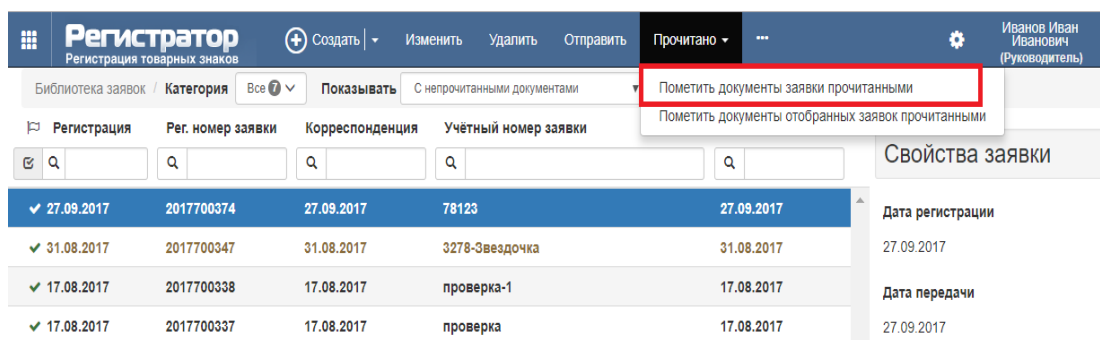 Регистратор
Регистрация товарных знаков
Создать
Изменить
Удалить
Отправить
Прочитано
Иванов Иван
Иванович
(Руководитель)
Библиотека заявок / Категория Все 7 Показывать С непрочитанными документами
Пометить документы заявки прочитанными
Пометить документы отобранных заявок прочитанными
Регистрация Рег. номер заявки Корреспонденция Учётный номер заявки
27.09.2017 2017700374 27.09.2017 78123 27.09.2017
31.08.2017 2017700347 31.08.2017 3278-Звездочка 31.08.2017
17.08.2017 2017700338 17.08.2017 проверка-1 17.08.2017
17.08.2017 2017700337 17.08.2017 проверка 17.08.2017
Свойства заявки
Дата регистрации
27.09.2017
Дата передачи
27.09.2017